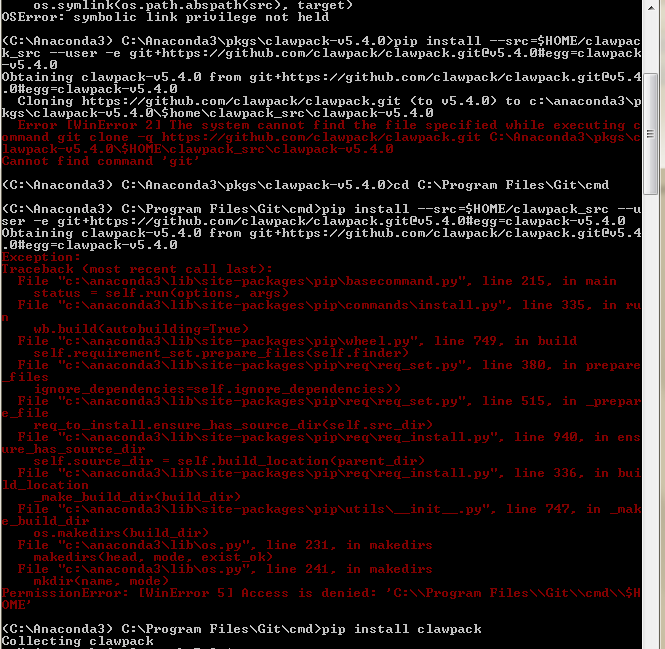 os.symlink(os.path.abspath(src), target)
OSError: symbolic link privilege not held
(C:\Anaconda3) C:\Anaconda3\pkgs\clawpack-v5.4.0>pip install --src=$HOME/clawpac
k_src --user -e git+https://github.com/clawpack/clawpack.git@v5.4.0#egg=clawpack
-v5.4.0
Obtaining clawpack-v5.4.0 from git+https://github.com/clawpack/clawpack.git@v5.4
.0#egg=clawpack-v5.4.0
Cloning https://github.com/clawpack/clawpack.git (to v5.4.0) to c:\anaconda3\p
kgs\clawpack-v5.4.0\$home\clawpack_src\clawpack-v5.4.0
Error [WinError 2] The system cannot find the file specified while executing c
ommand git clone -q https://github.com/clawpack/clawpack.git C:\Anaconda3\pkgs\c
lawpack-v5.4.0\$HOME\clawpack_src\clawpack-v5.4.0
Cannot find command 'git'
(C:\Anaconda3) C:\Anaconda3\pkgs\clawpack-v5.4.0>cd C:\Program Files\Git\cmd
(C:\Anaconda3) C:\Program Files\Git\cmd>pip install --src=$HOME/clawpack_src --u
ser -e git+https://github.com/clawpack/clawpack.git@v5.4.0#egg=clawpack-v5.4.0
Obtaining clawpack-v5.4.0 from git+https://github.com/clawpack/clawpack.git@v5.4
.0#egg=clawpack-v5.4.0
Exception:
Traceback (most recent call last):
File "c:\anaconda3\lib\site-packages\pip\basecommand.py", line 215, in main
status = self.run(options, args)
File "c:\anaconda3\lib\site-packages\pip\commands\install.py", line 335, in ru
n
wb.build(autobuilding=True)
File "c:\anaconda3\lib\site-packages\pip\wheel.py", line 749, in build
self.requirement_set.prepare_files(self.finder)
File "c:\anaconda3\lib\site-packages\pip\req\req_set.py", line 380, in prepare
_files
ignore_dependencies=self.ignore_dependencies))
File "c:\anaconda3\lib\site-packages\pip\req\req_set.py", line 515, in _prepar
e_file
req_to_install.ensure_has_source_dir(self.src_dir)
File "c:\anaconda3\lib\site-packages\pip\req\req_install.py", line 940, in ens
ure_has_source_dir
self.source_dir = self.build_location(parent_dir)
File "c:\anaconda3\lib\site-packages\pip\req\req_install.py", line 336, in bui
ld_location
_make_build_dir(build_dir)
File "c:\anaconda3\lib\site-packages\pip\utils\__init__.py", line 747, in _mak
e_build_dir
os.makedirs(build_dir)
File "c:\anaconda3\lib\os.py", line 231, in makedirs
makedirs(head, mode, exist_ok)
File "c:\anaconda3\lib\os.py", line 241, in makedirs
mkdir(name, mode)
PermissionError: [WinError 5] Access is denied: 'C:\\Program Files\\Git\\cmd\\$H
OME'
(C:\Anaconda3) C:\Program Files\Git\cmd>pip install clawpack
Collecting clawpack